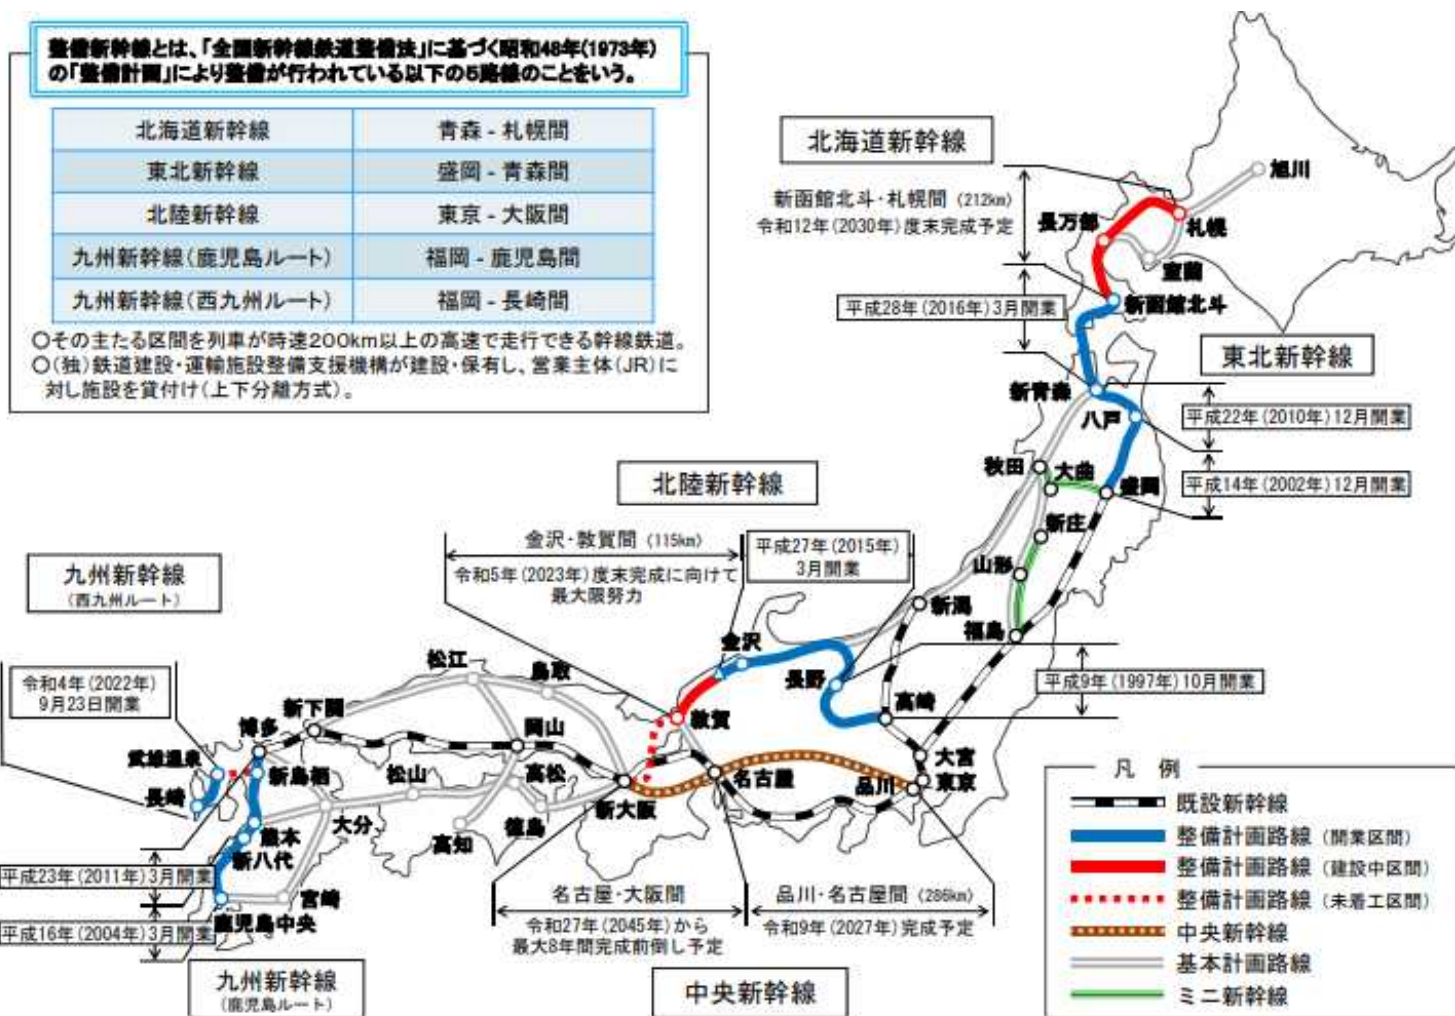 整備新幹線とは、「全国新幹線鉄道整備法」に基づく昭和48年(1973年)
の「整備計画」により整備が行われている以下の5路線のことをいう。
北海道新幹線 青森 - 札幌間
東北新幹線 盛岡 - 青森間
北陸新幹線 東京 - 大阪間
九州新幹線(鹿児島ルート) 福岡 - 鹿児島間
九州新幹線(西九州ルート) 福岡 - 長崎間
○その主たる区間を列車が時速200km以上の高速で走行できる幹線鉄道。
○(独)鉄道建設・運輸施設整備支援機構が建設・保有し、営業主体(JR)に
対し施設を貸付け(上下分離方式)。
北海道新幹線
新函館北斗・札幌間 (212km)
令和12年(2030年)度末完成予定
旭川
長万部
札幌
室蘭
新函館北斗
平成28年(2016年)3月開業
東北新幹線
新青森
八戸
平成22年(2010年)12月開業
秋田
大曲
盛岡
平成14年(2002年)12月開業
新庄
山形
福島
新潟
北陸新幹線
金沢・敦賀間 (115km)
令和5年(2023年)度末完成に向けて
最大限努力
平成27年(2015年)
3月開業
金沢
長野
高崎
平成9年(1997年)10月開業
敦賀
大宮
東京
品川
名古屋
新大阪
九州新幹線
(西九州ルート)
令和4年(2022年)
9月23日開業
松江
鳥取
岡山
新下関
博多
武雄温泉
新鳥栖
長崎
松山
高松
徳島
高知
大分
熊本
新八代
宮崎
鹿児島中央
平成23年(2011年)3月開業
平成16年(2004年)3月開業
九州新幹線
(鹿児島ルート)
名古屋・大阪間
令和27年(2045年)から
最大8年間完成前倒し予定
品川・名古屋間 (286km)
令和9年(2027年)完成予定
中央新幹線
凡 例
既設新幹線
整備計画路線 (開業区間)
整備計画路線 (建設中区間)
整備計画路線 (未着工区間)
中央新幹線
基本計画路線
ミニ新幹線